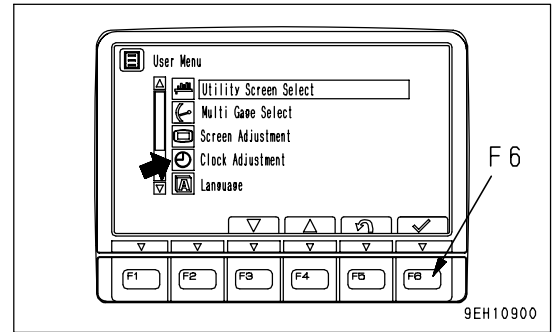 User Menu
Utility Screen Select
Multi Gage Select
Screen Adjustment
Clock Adjustment
A Language
F6
F1 F2 F3 F4 F5 F6
9EH10900